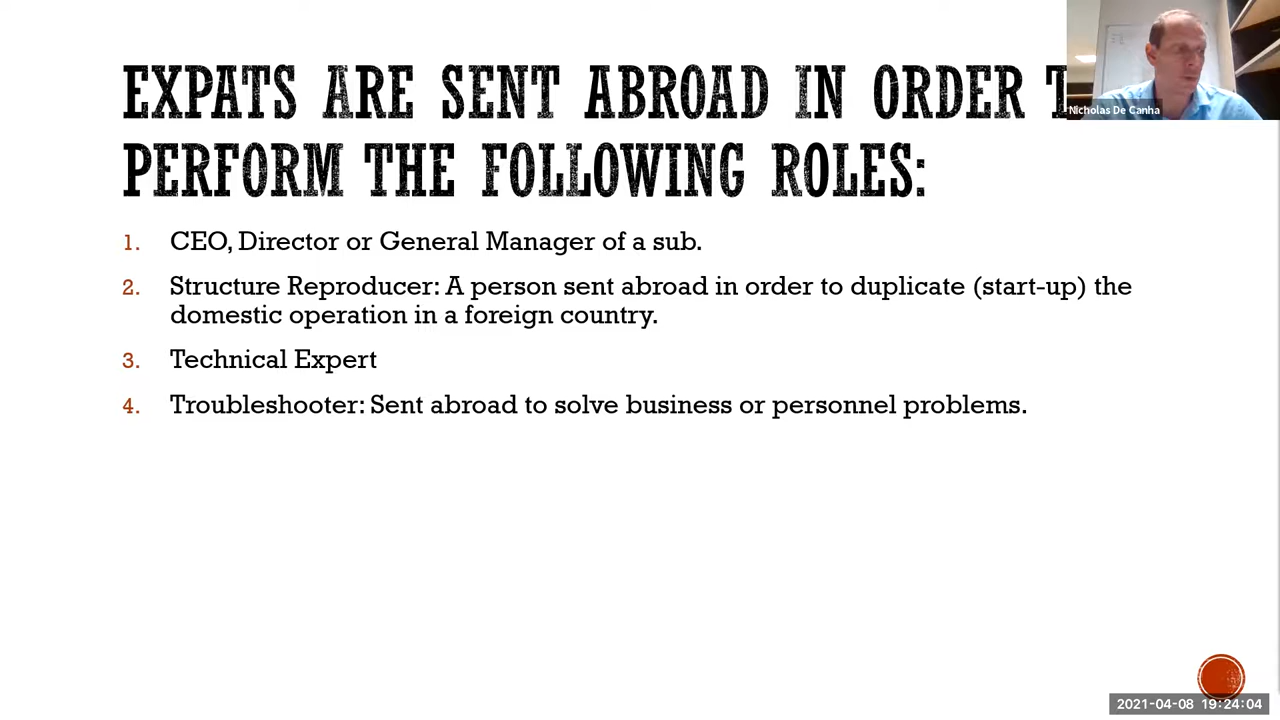 EXPATS ARE SENT ABROAD IN ORDER T
PERFORM THE FOLLOWING ROLES:
Nicholas De Canha
1. CEO, Director or General Manager of a sub.
2. Structure Reproducer: A person sent abroad in order to duplicate (start-up) the
domestic operation in a foreign country.
3. Technical Expert
4. Troubleshooter: Sent abroad to solve business or personnel problems.
2021-04-08 19:24:04